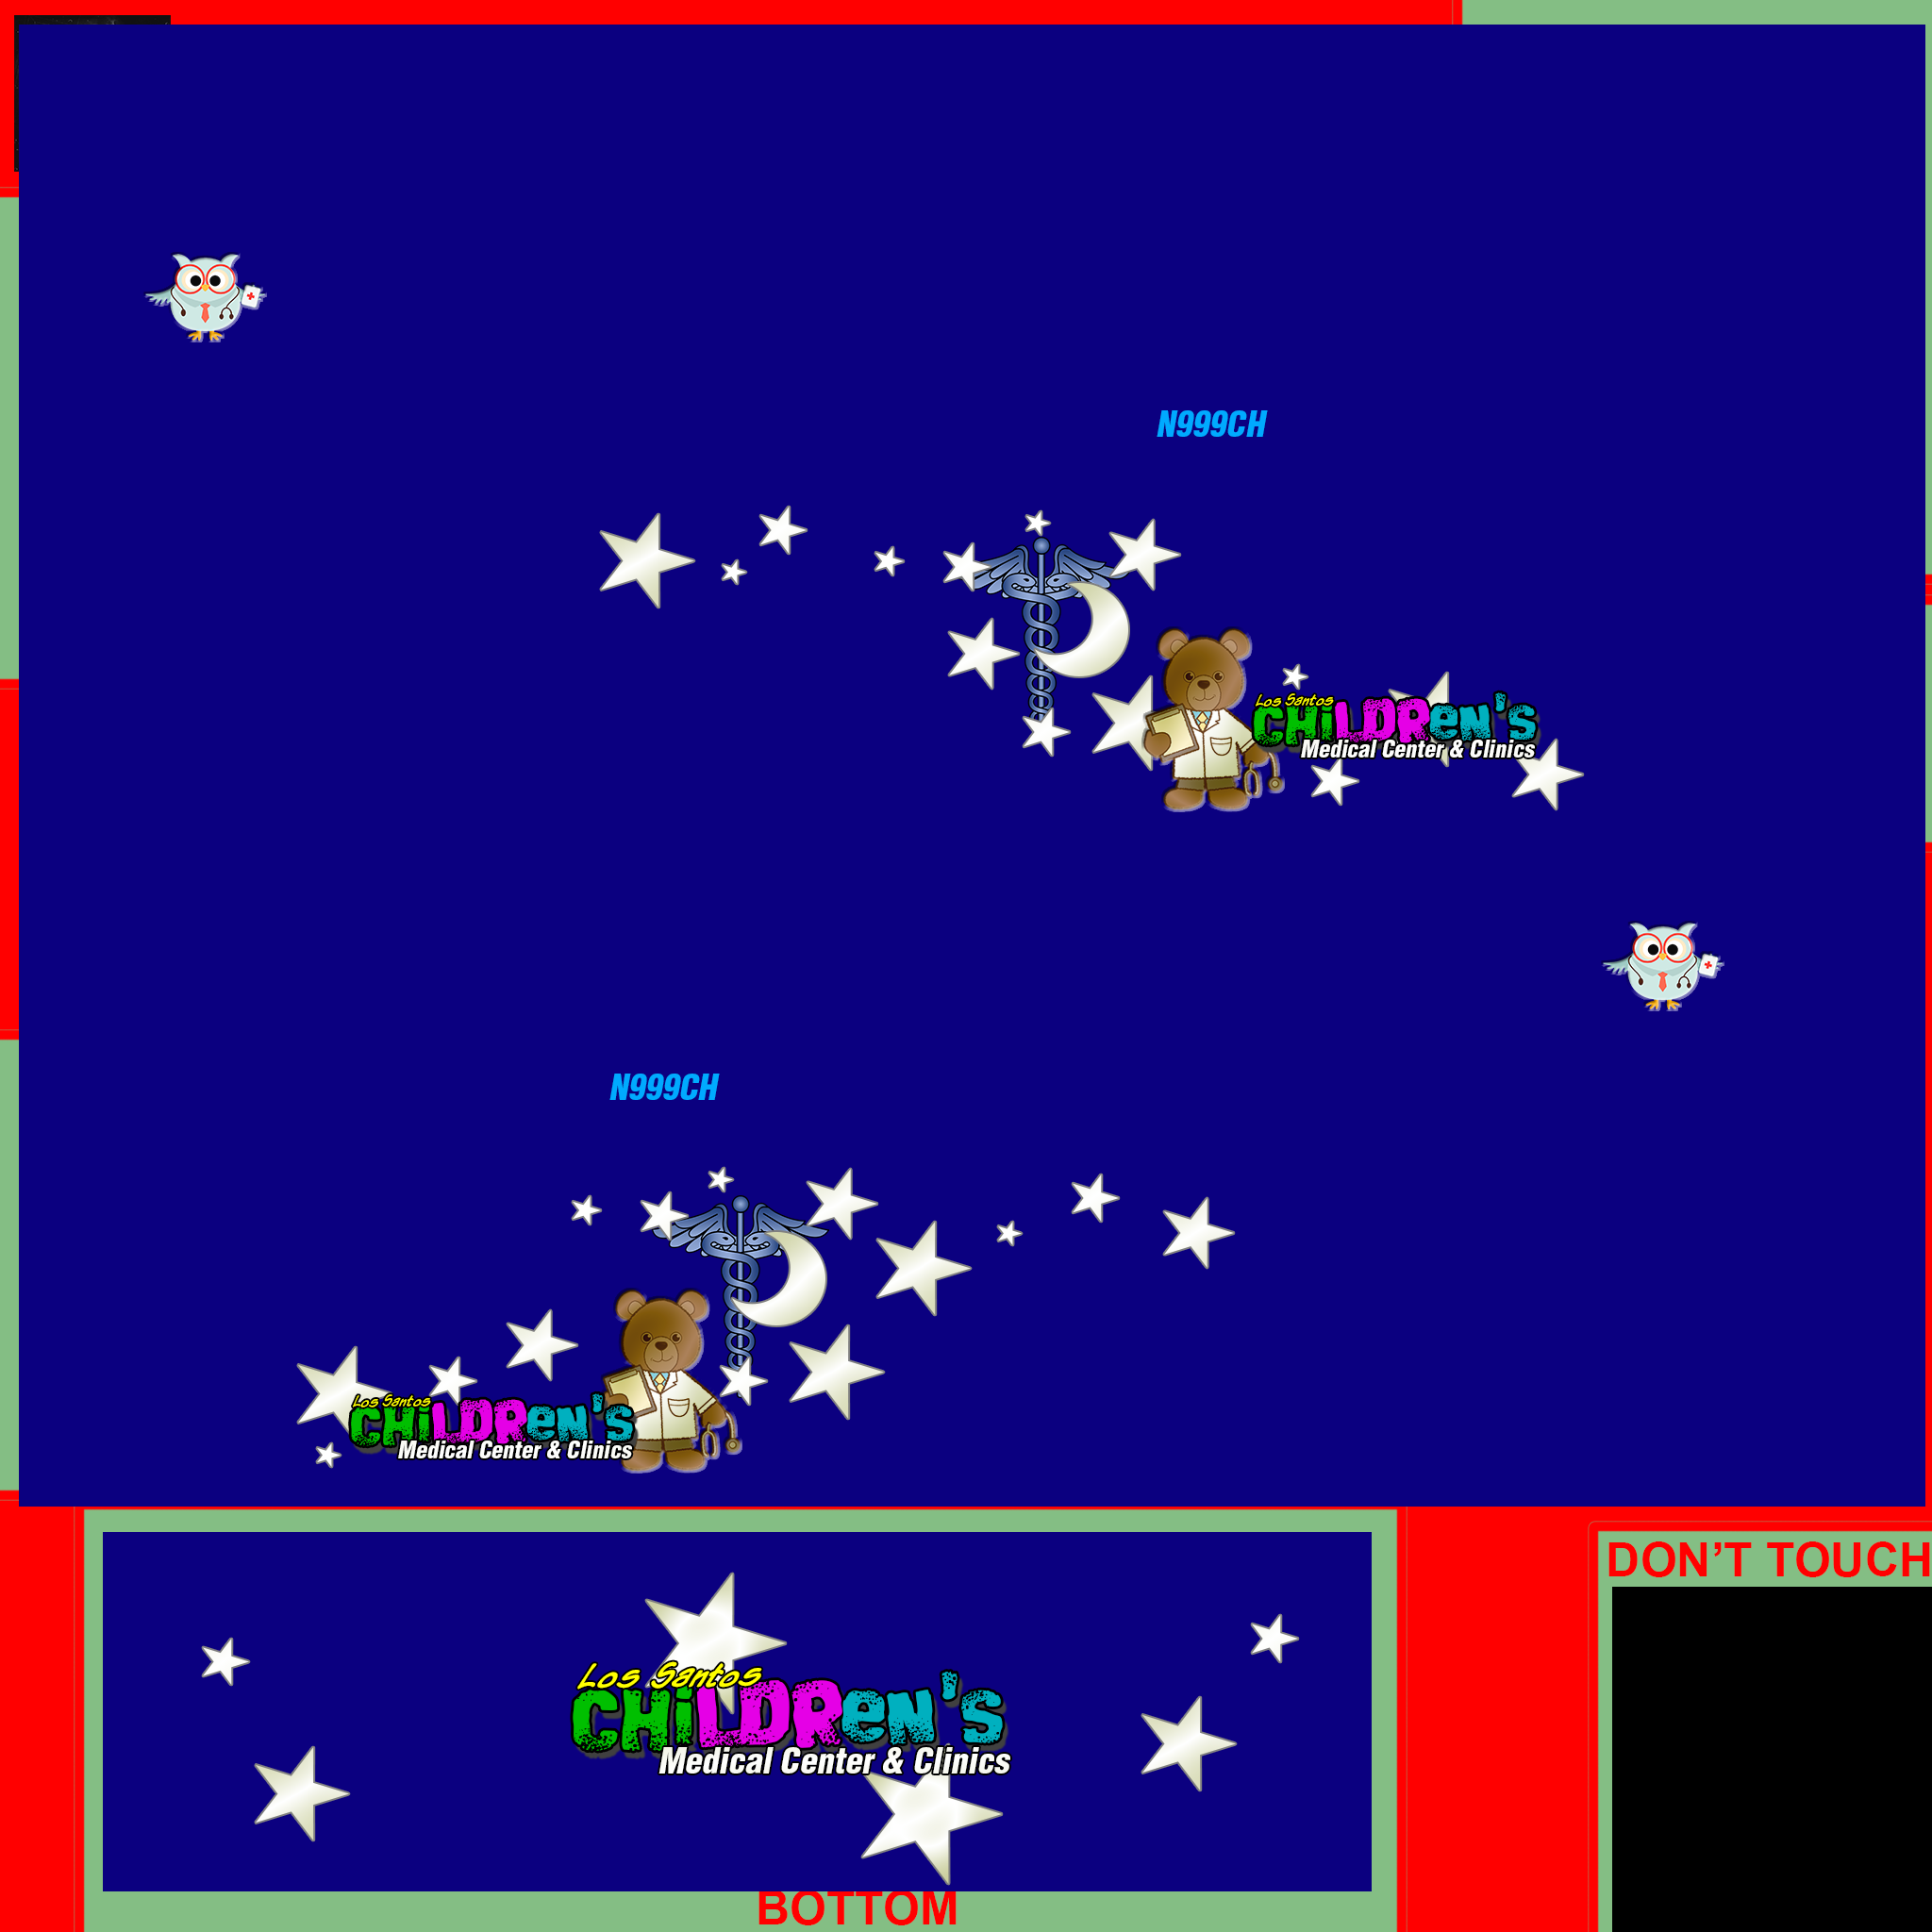 N999CH
Los Santos
CHiLDRen's
Medical Center & Clinics
N999CH
Los Santos
CHiLDRen's
Medical Center & Clinics
DON'T TOUCH
Los Santos
CHiLDRen's
Medical Center & Clinics
BOTTOM